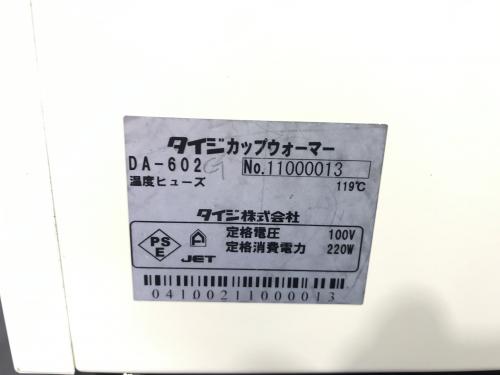 タイジカップウォーマー
DA-602G No.11000013
温度ヒューズ 119℃
タイジ株式会社
定格電圧 100V
定格消費電力 220W
PS
E
JET
04100211000013